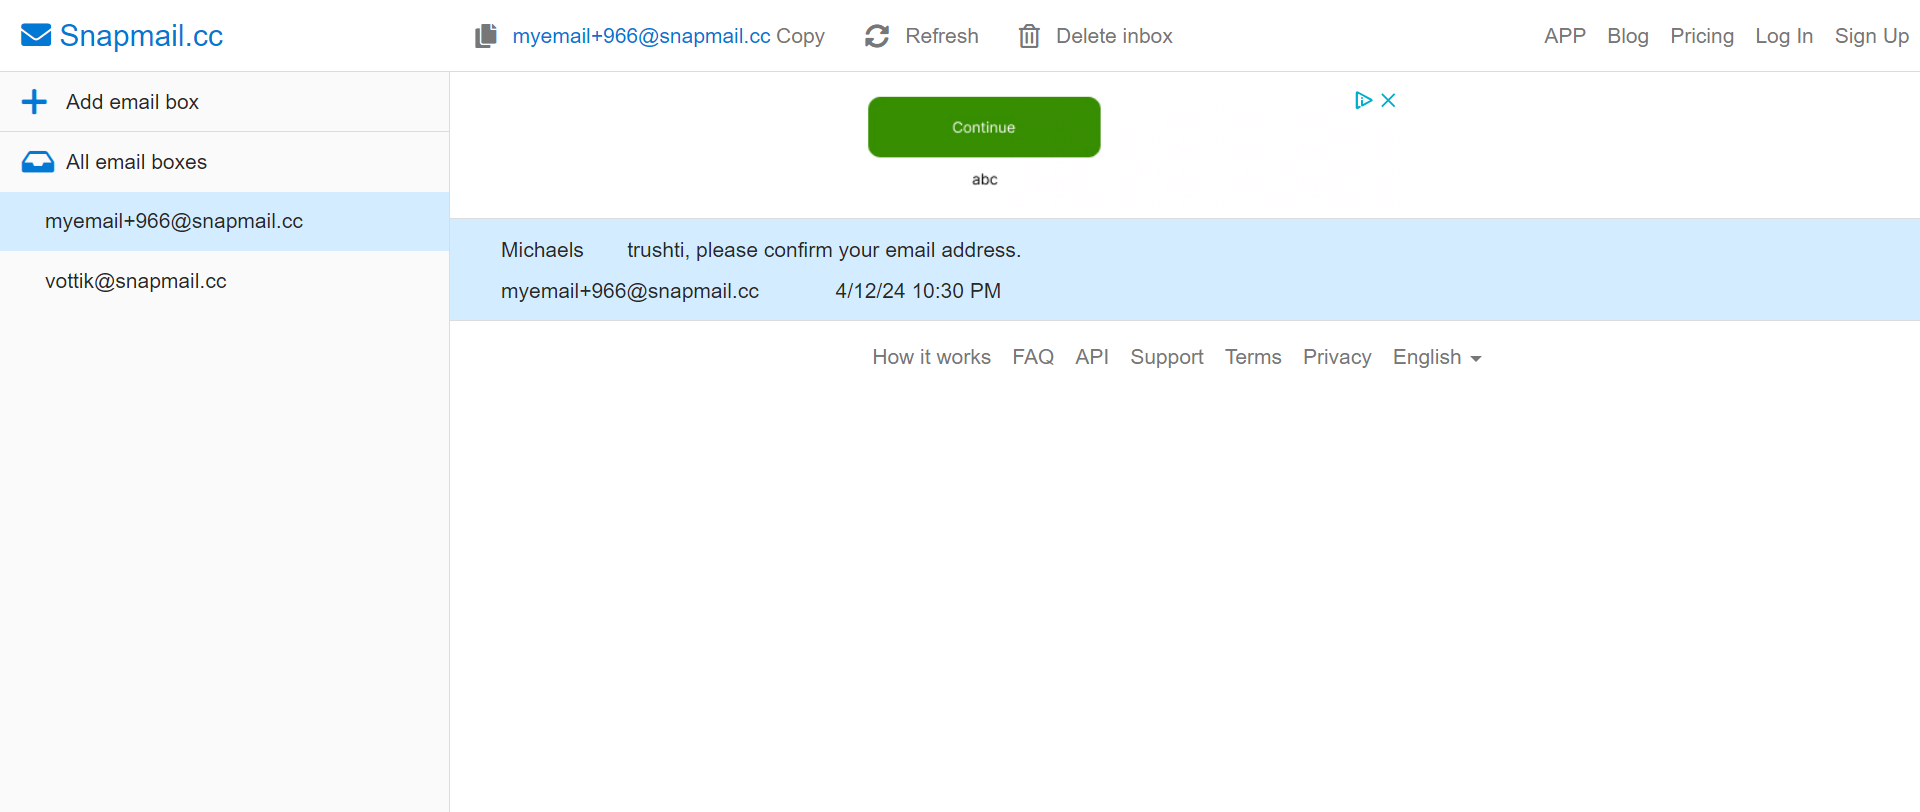 Snapmail.cc
myemail+966@snapmail.cc Copy Refresh Delete inbox
APP Blog Pricing Log In Sign Up
Add email box
All email boxes
myemail+966@snapmail.cc
vottik@snapmail.cc
Continue
abc
Michaels trushti, please confirm your email address.
myemail+966@snapmail.cc 4/12/24 10:30 PM
How it works FAQ API Support Terms Privacy English